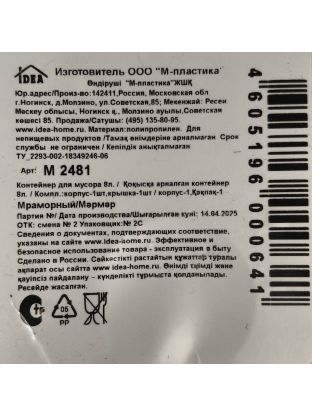 IDEA
Изготовитель ООО "М-пластика"
Өндіруші "М-пластика"ЖШҚ
Юр.адрес/Произ-во:142411,Россия, Московская обл
г.Ногинск, д.Молзино, ул.Советская,85; Мекенжай: Ресей
Мәскеу облысы, Ногинск қ., Молзино ауылы,Советская
көшесі 85. Продажи/Сатушы: (495) 135-80-95.
www.idea-home.ru. Материал:полипропилен. Для
непищевых продуктов /Тамақ өнімдеріне арналмаған. Срок
службы не ограничен / Кепілдік анықталмаған
ТУ_2293-002-18349246-06
Арт: М 2481
Контейнер для мусора 8л. / Қоқысқа арналған контейнер
8л. / Компл.:корпус-1шт,крышка-1шт / корпус-1,Қақпақ-1
Мраморный/Мәрмәр
Партия №/ Дата производства/Шығарылған күні: 14.04.2025
ОТК: смена № 2 Упаковщик:№ 2С
Сведения о документах, подтверждающих соответствие,
указаны на сайте www.idea-home.ru. Эффективное и
безопасное использование товара - эксплуатация в быту
Сделано в России. Сәйкестікті растайтын құжаттар туралы
ақпарат осы сайтта www.idea-home.ru. Өнімді тиімді және
қауіпсіз пайдалану - күнделікті тұрмыста қолданылады.
Ресейде жасалған.
05
PP
4 605196 000641